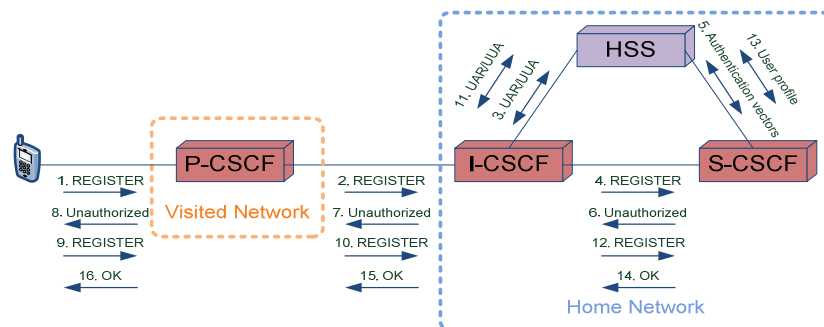 HSS
11. UAR/UUA
3. UAR/UUA
5. Authentication
vectors
13. User profile
P-CSCF
I-CSCF
S-CSCF
1. REGISTER
2. REGISTER
4. REGISTER
Visited Network
8. Unauthorized
7. Unauthorized
6. Unauthorized
9. REGISTER
10. REGISTER
12. REGISTER
16. OK
15. OK
14. OK
Home Network